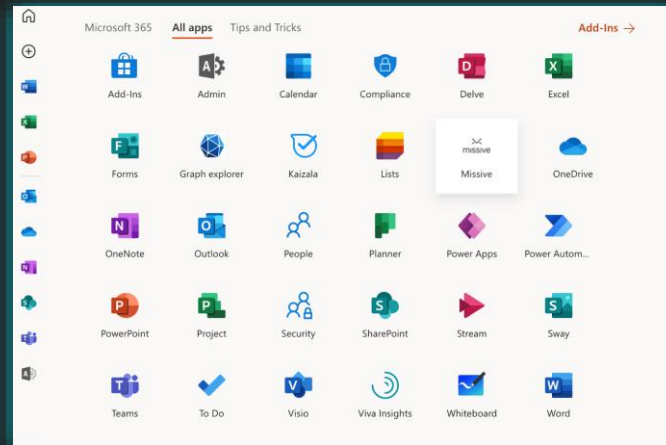 Microsoft 365 All apps Tips and Tricks Add-Ins →
Add-Ins Admin Calendar Compliance Delve Excel
missive
Forms Graph explorer Kaizala Lists Missive OneDrive
OneNote Outlook People Planner Power Apps Power Autom...
PowerPoint Project Security SharePoint Stream Sway
Teams To Do Visio Viva Insights Whiteboard Word